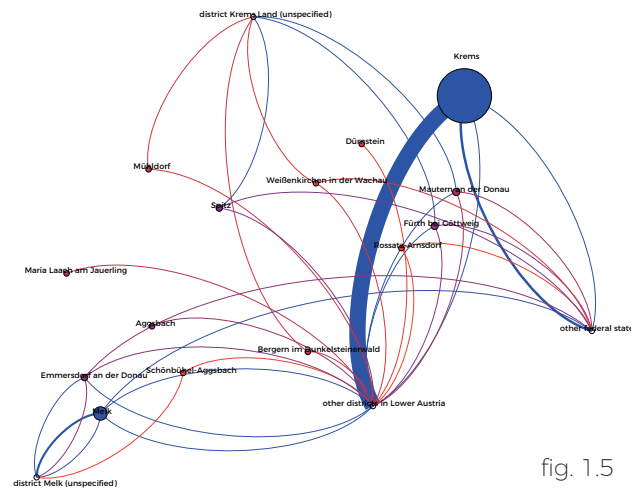 district Krems Land (unspecified)
Krems
Dürnstein
Mühldorf
Weißenkirchen in der Wachau
Mautern an der Donau
Spitz
Fürth bei Göttweig
Rossatz-Arnsdorf
Maria Laach am Jauerling
Aggsbach
other federal state
Bergern im Dunkelsteinerwald
Emmersdorf an der Donau
Schönbühel-Aggsbach
Melk
other districts in Lower Austria
district Melk (unspecified)
fig. 1.5